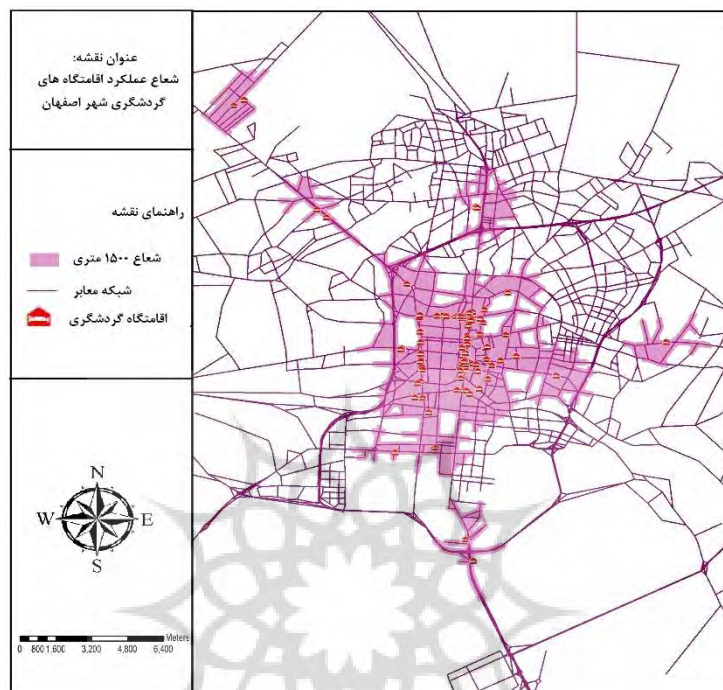 عنوان نقشه:
شعاع عملکرد اقامتگاه های
گردشگری شهر اصفهان
راهنمای نقشه
شعاع ۱۵۰۰ متری
شبکه معابر
اقامتگاه گردشگری
N
W E
S
Meters
0 800 1,600 3,200 4,800 6,400